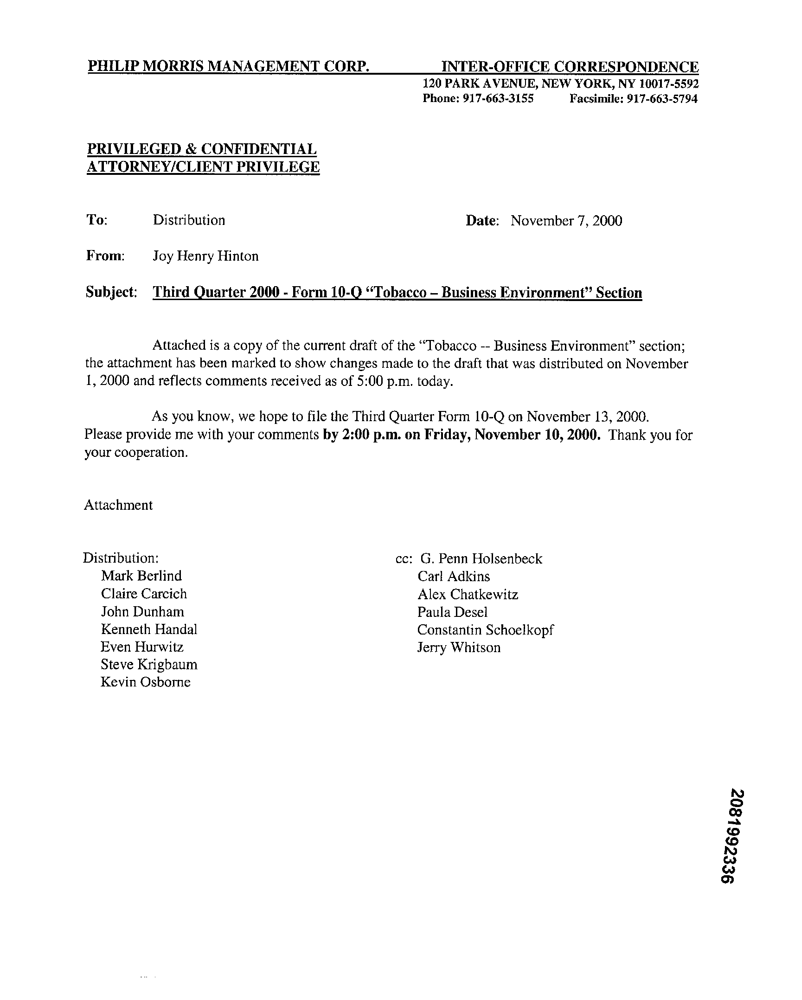 PHILIP MORRIS MANAGEMENT CORP. INTER-OFFICE CORRESPONDENCE
120 PARK AVENUE, NEW YORK, NY 10017-5592
Phone: 917-663-3155 Facsimile: 917-663-5794
PRIVILEGED & CONFIDENTIAL
ATTORNEY/CLIENT PRIVILEGE
To: Distribution Date: November 7, 2000
From: Joy Henry Hinton
Subject: Third Quarter 2000 - Form 10-Q “Tobacco – Business Environment” Section
Attached is a copy of the current draft of the “Tobacco -- Business Environment” section;
the attachment has been marked to show changes made to the draft that was distributed on November
1, 2000 and reflects comments received as of 5:00 p.m. today.
As you know, we hope to file the Third Quarter Form 10-Q on November 13, 2000.
Please provide me with your comments by 2:00 p.m. on Friday, November 10, 2000. Thank you for
your cooperation.
Attachment
Distribution:
Mark Berlind
Claire Carcich
John Dunham
Kenneth Handal
Even Hurwitz
Steve Krigbaum
Kevin Osborne
cc: G. Penn Holsenbeck
Carl Adkins
Alex Chatkewitz
Paula Desel
Constantin Schoelkopf
Jerry Whitson
2081992336